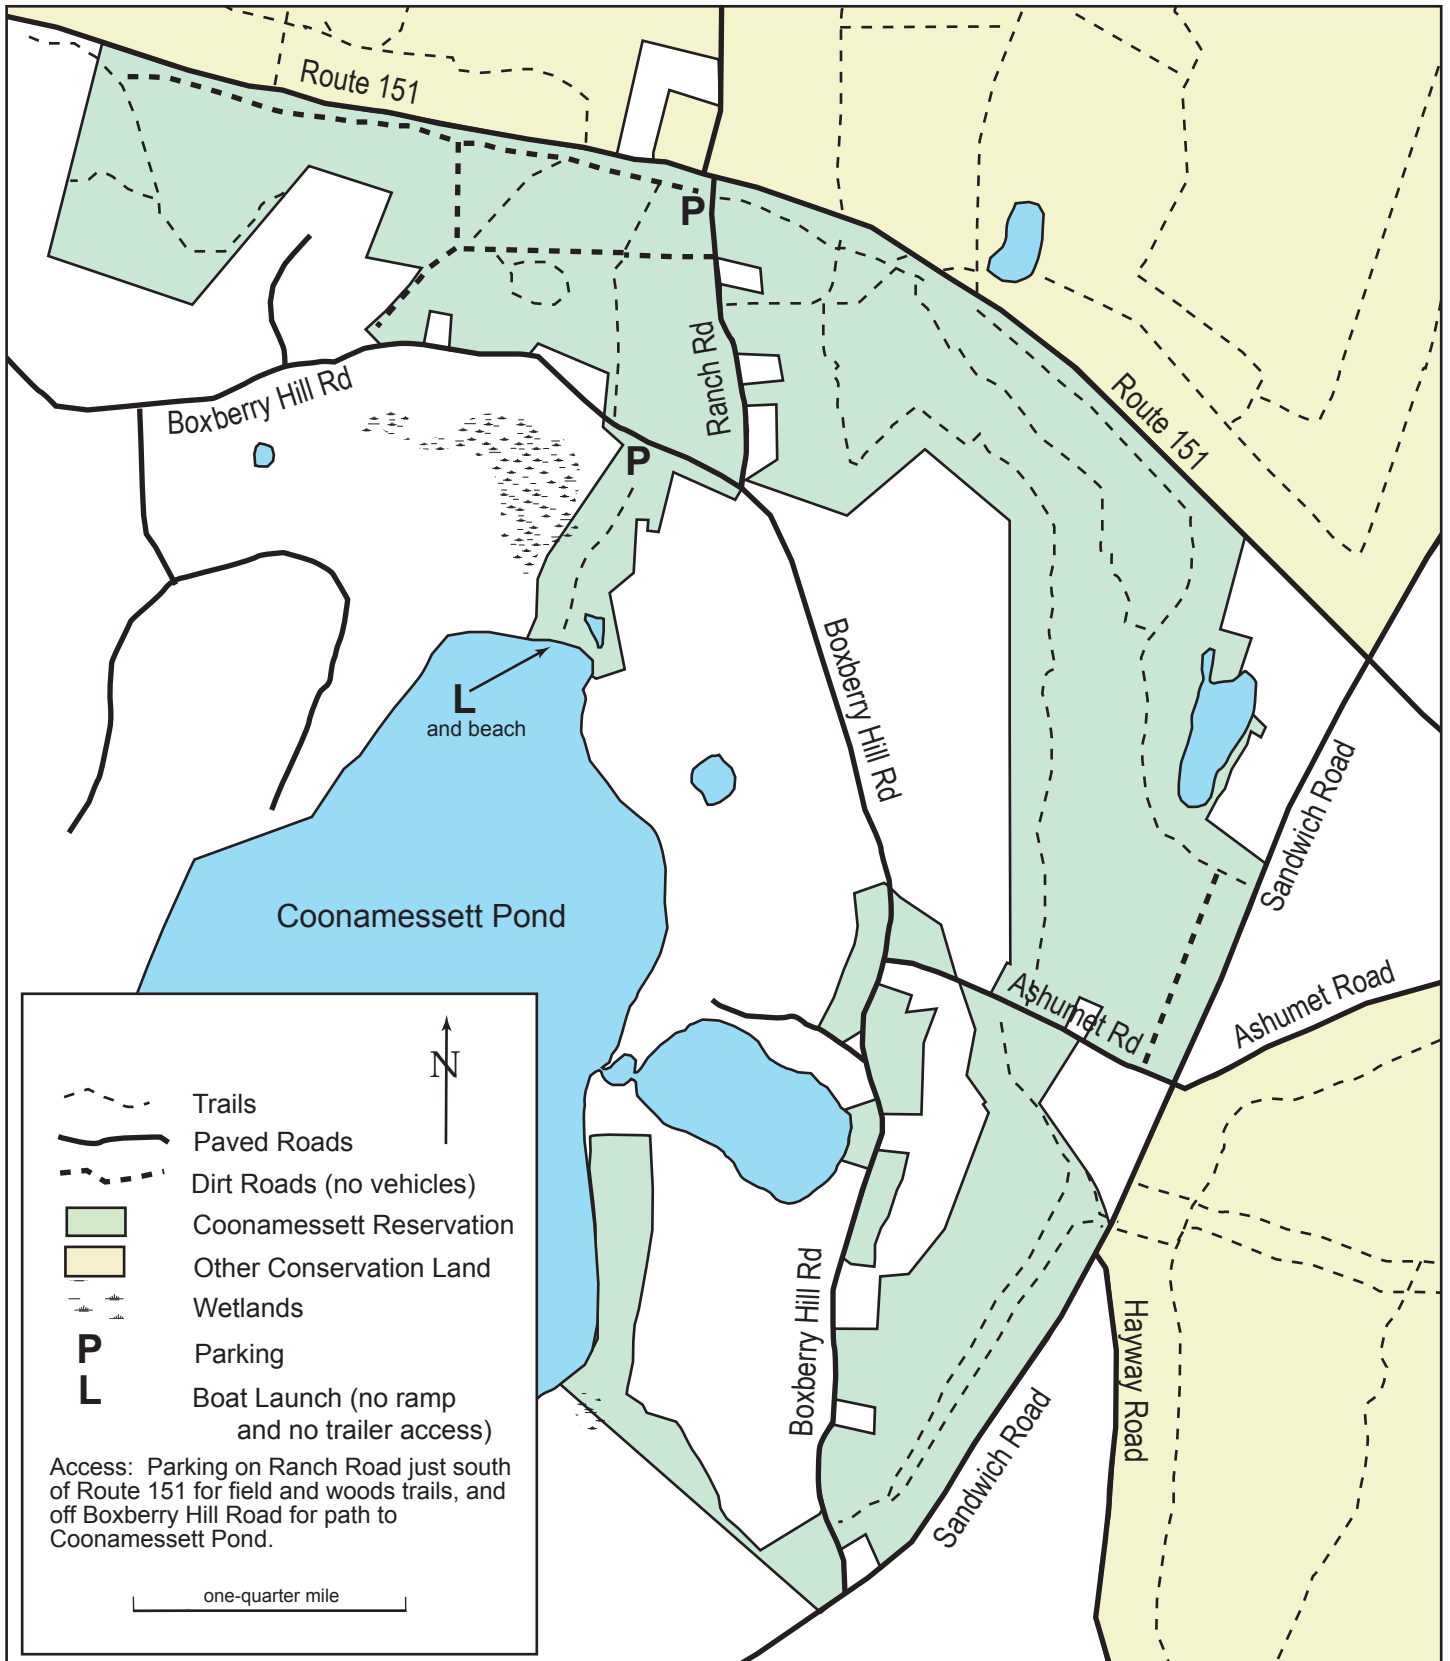 Route 151
P
Ranch Rd
Boxberry Hill Rd
Route 151
P
Boxberry Hill Rd
L
and beach
Sandwich Road
Coonamessett Pond
Ashumet Rd
Ashumet Road
N
Trails
Paved Roads
Dirt Roads (no vehicles)
Coonamessett Reservation
Other Conservation Land
Wetlands
P Parking
L Boat Launch (no ramp
and no trailer access)
Access: Parking on Ranch Road just south
of Route 151 for field and woods trails, and
off Boxberry Hill Road for path to
Coonamessett Pond.
one-quarter mile
Boxberry Hill Rd
Hayway Road
Sandwich Road